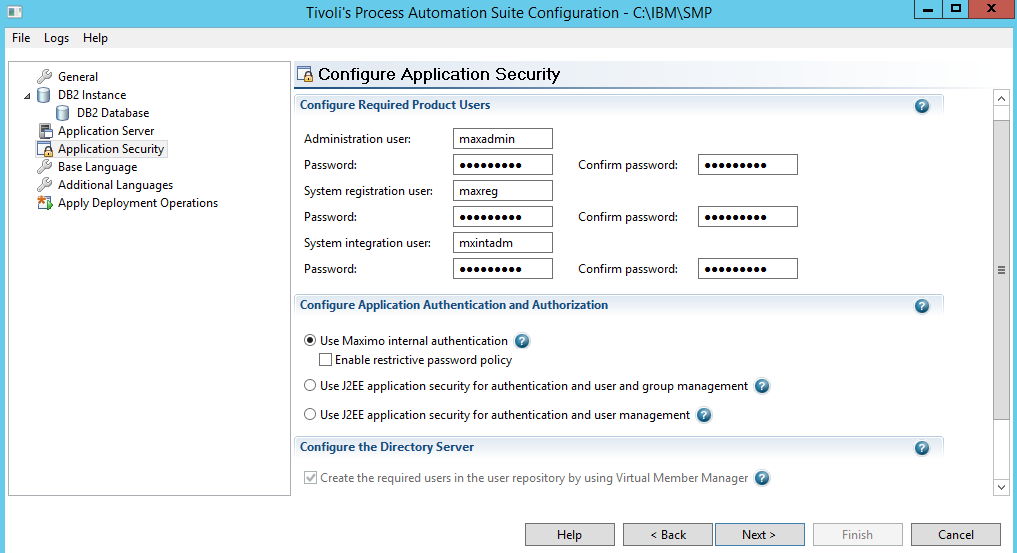 Tivoli's Process Automation Suite Configuration - C:\IBM\SMP
File Logs Help
General
DB2 Instance
DB2 Database
Application Server
Application Security
Base Language
Additional Languages
Apply Deployment Operations
Configure Application Security
Configure Required Product Users
Administration user: maxadmin
Password: ●●●●●●●●● Confirm password: ●●●●●●●●●
System registration user: maxreg
Password: ●●●●●●●●● Confirm password: ●●●●●●●●●
System integration user: mxintadm
Password: ●●●●●●●●● Confirm password: ●●●●●●●●●
Configure Application Authentication and Authorization
Use Maximo internal authentication
Enable restrictive password policy
Use J2EE application security for authentication and user and group management
Use J2EE application security for authentication and user management
Configure the Directory Server
Create the required users in the user repository by using Virtual Member Manager
Help < Back Next > Finish Cancel